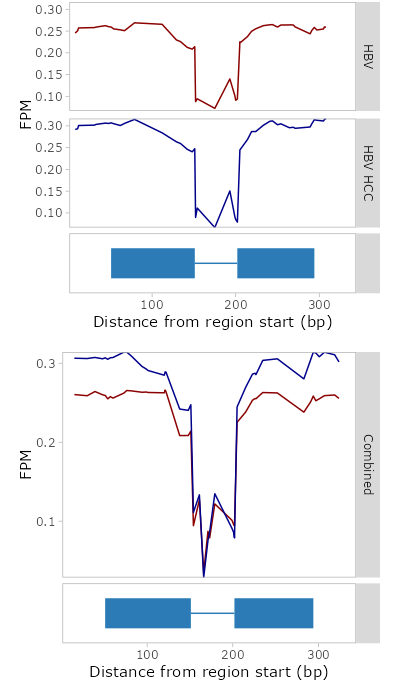 0.30
0.25
0.20
0.15
0.10
HBV
FPM
0.30
0.25
0.20
0.15
0.10
HBV HCC
100 200 300
Distance from region start (bp)
0.3
0.2
0.1
FPM
Combined
100 200 300
Distance from region start (bp)